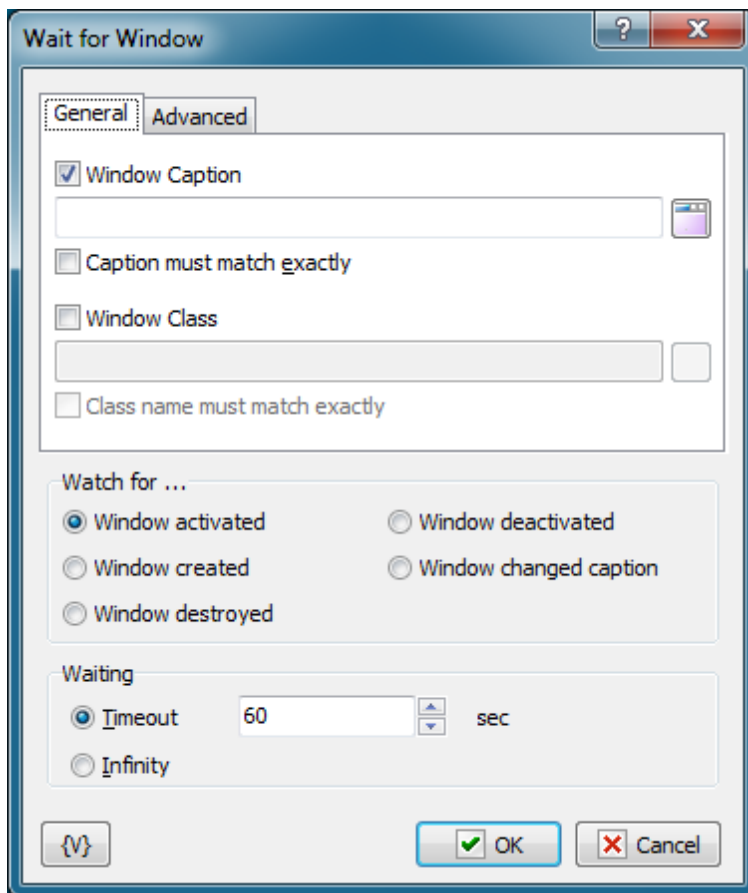 Wait for Window
General Advanced
Window Caption
Caption must match exactly
Window Class
Class name must match exactly
Watch for ...
Window activated Window deactivated
Window created Window changed caption
Window destroyed
Waiting
Timeout 60 sec
Infinity
{V} OK Cancel